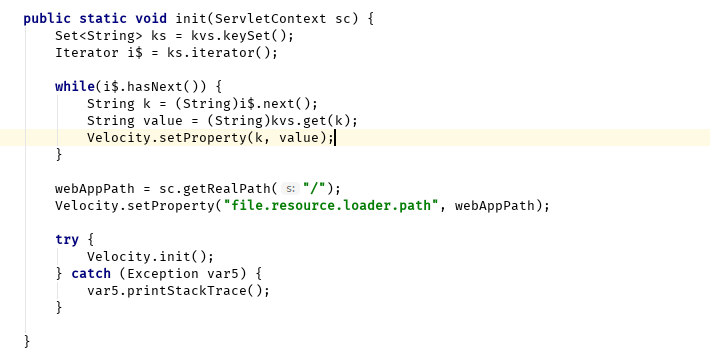 public static void init(ServletContext sc) {
    Set<String> ks = kvs.keySet();
    Iterator i$ = ks.iterator();

    while(i$.hasNext()) {
        String k = (String)i$.next();
        String value = (String)kvs.get(k);
        Velocity.setProperty(k, value);
    }

    webAppPath = sc.getRealPath( s: "/");
    Velocity.setProperty("file.resource.loader.path", webAppPath);

    try {
        Velocity.init();
    } catch (Exception var5) {
        var5.printStackTrace();
    }

}